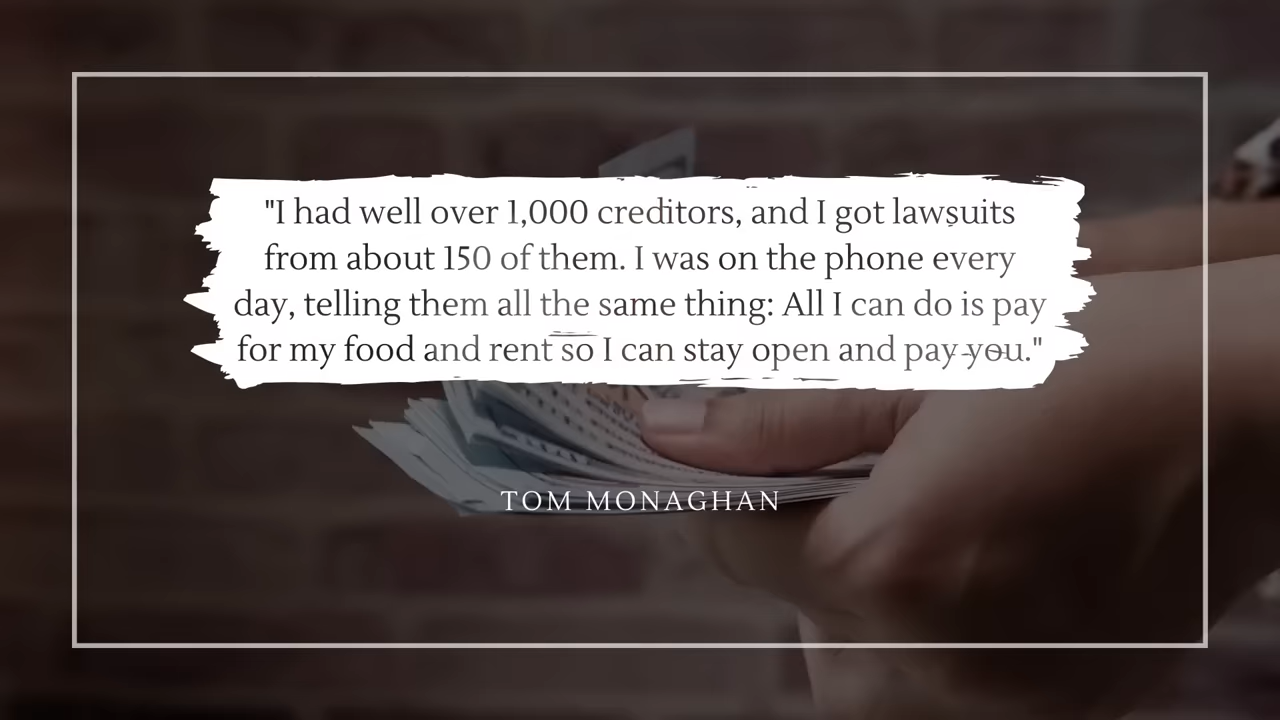 "I had well over 1,000 creditors, and I got lawsuits
from about 150 of them. I was on the phone every
day, telling them all the same thing: All I can do is pay
for my food and rent so I can stay open and pay you."
TOM MONAGHAN